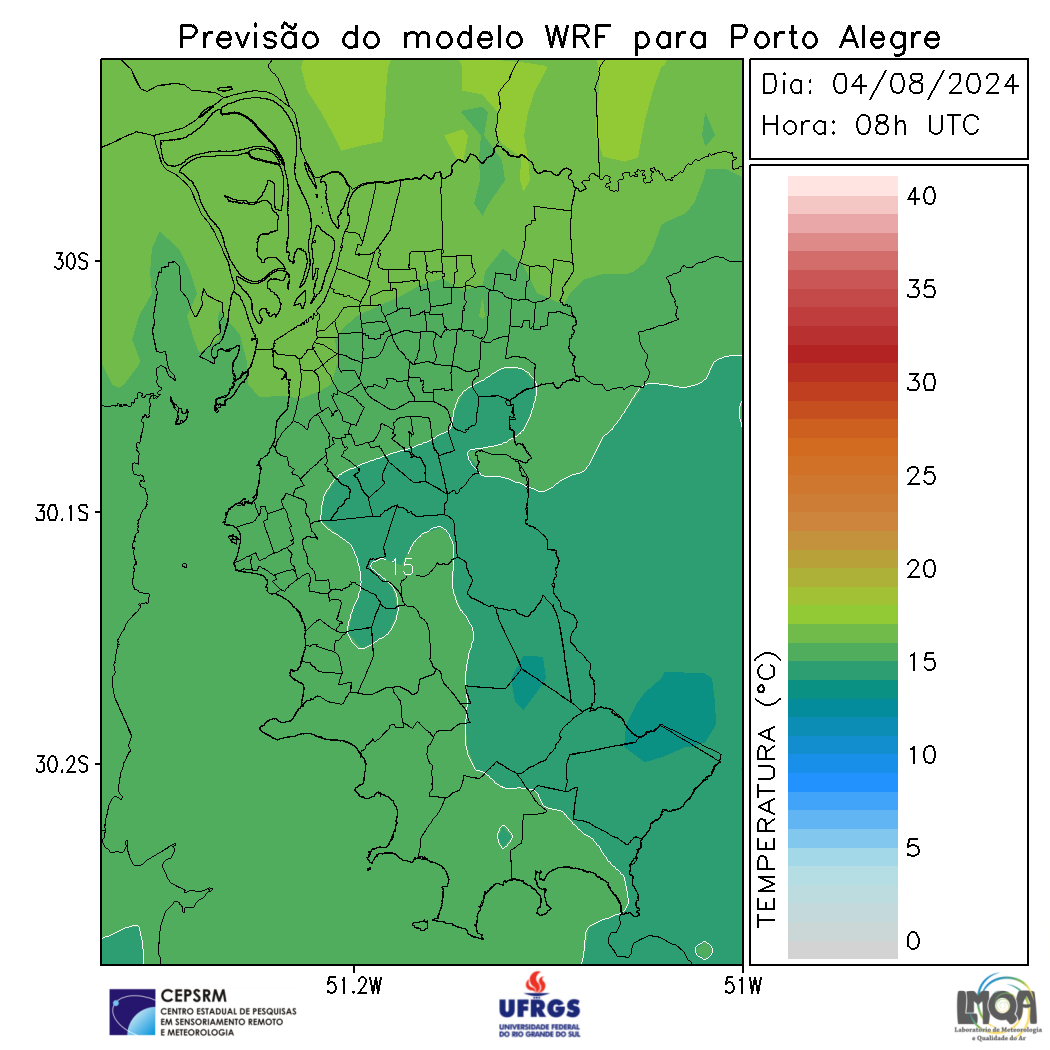 Previsão do modelo WRF para Porto Alegre
Dia: 04/08/2024
Hora: 08h UTC
40
35
30
25
20
15
10
5
0
TEMPERATURA (°C)
30S
30.1S
30.2S
15
51.2W
51W
CEPSRM
CENTRO ESTADUAL DE PESQUISAS
EM SENSORIAMENTO REMOTO
E METEOROLOGIA
UFRGS
UNIVERSIDADE FEDERAL
DO RIO GRANDE DO SUL
LMQA
Laboratório de Meteorologia
e Qualidade do Ar